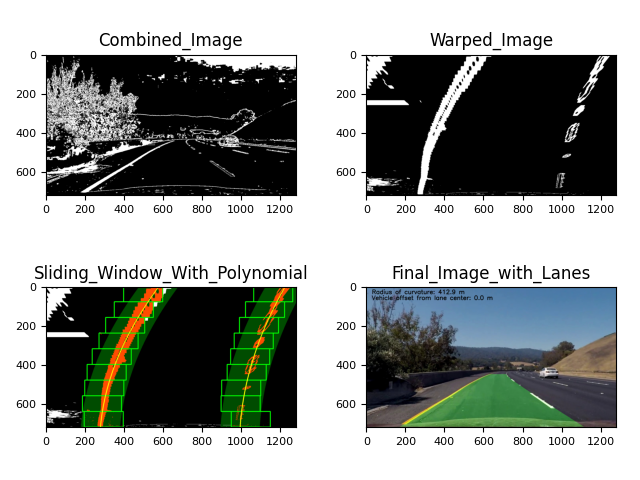 Combined_Image
Warped_Image
0
200
400
600
0 200 400 600 800 1000 1200
0
200
400
600
0 200 400 600 800 1000 1200
Sliding_Window_With_Polynomial
Final_Image_with_Lanes
0
200
400
600
0 200 400 600 800 1000 1200
Radius of curvature: 412.9 m
Vehicle offset from lane center: 0.0 m
0
200
400
600
0 200 400 600 800 1000 1200